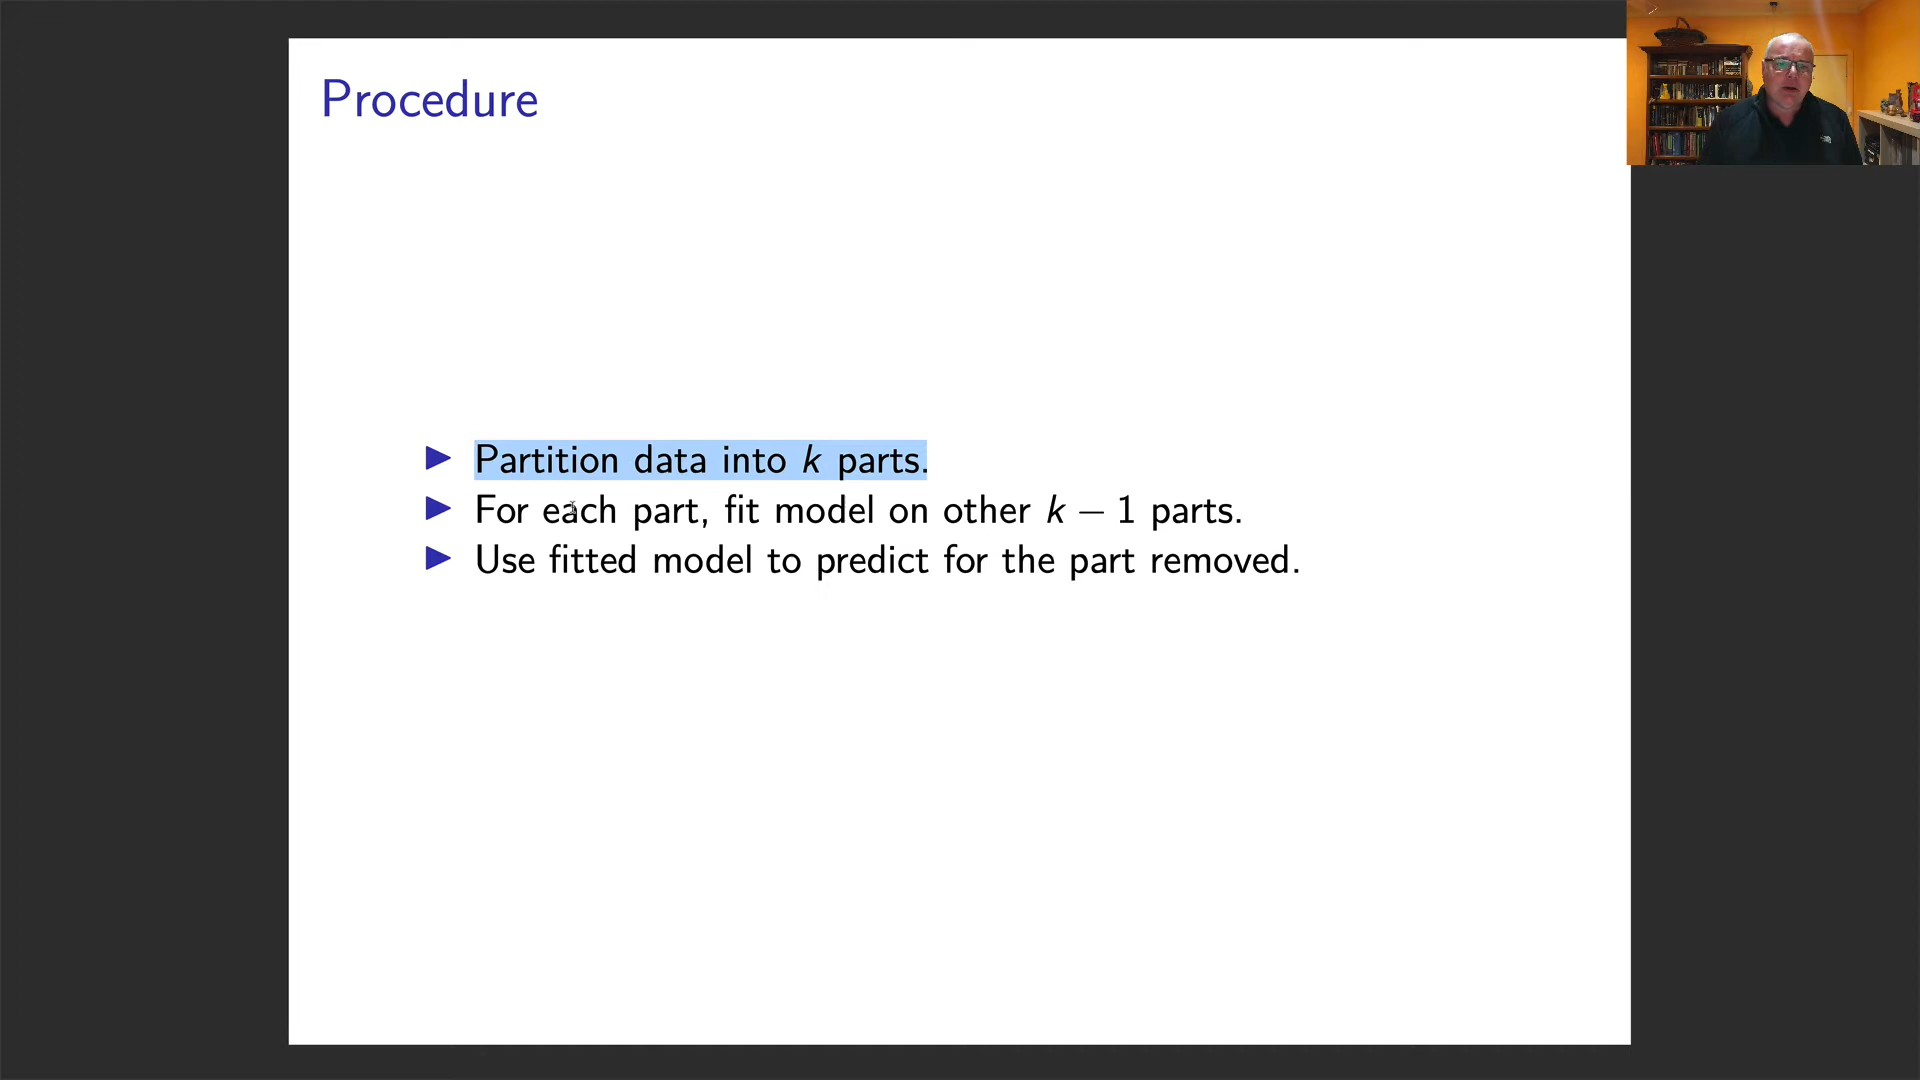 Procedure
Partition data into k parts.
For each part, fit model on other k − 1 parts.
Use fitted model to predict for the part removed.